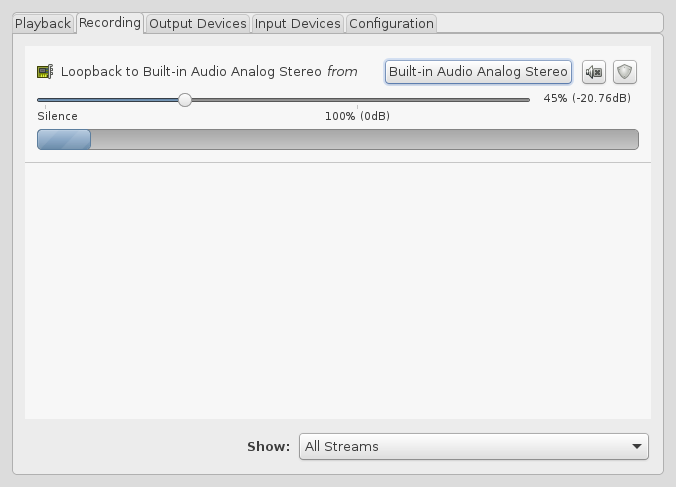 Playback Recording Output Devices Input Devices Configuration
Loopback to Built-in Audio Analog Stereo from Built-in Audio Analog Stereo
45% (-20.76dB)
Silence 100% (0dB)
Show: All Streams